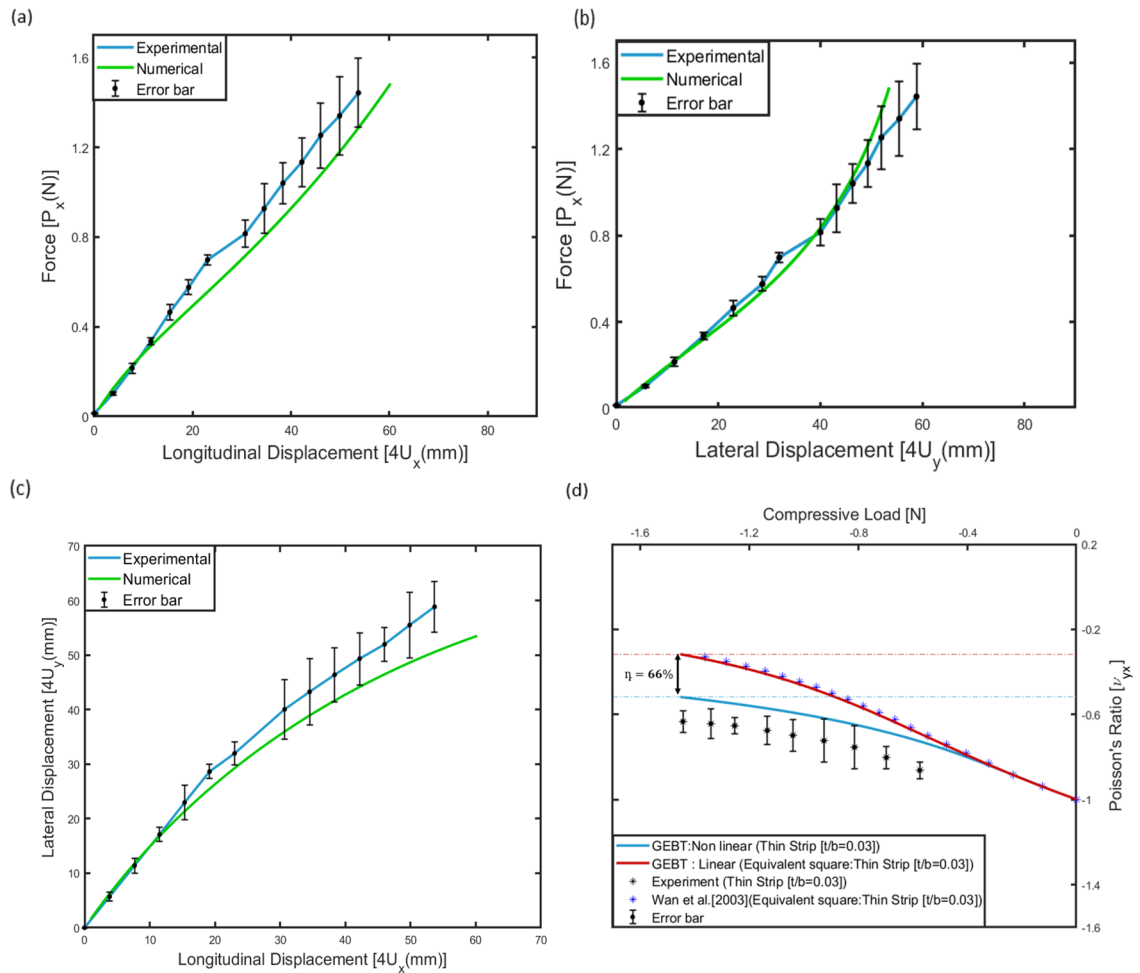 (a)
Experimental
Numerical
Error bar
1.6
1.2
0.8
0.4
0
0
20
40
60
80
Force [Pₓ(N)]
Longitudinal Displacement [4Uₓ(mm)]
(b)
Experimental
Numerical
Error bar
1.6
1.2
0.8
0.4
0
0
20
40
60
80
Force [Pₓ(N)]
Lateral Displacement [4U_y(mm)]
(c)
Experimental
Numerical
Error bar
70
60
50
40
30
20
10
0
0
10
20
30
40
50
60
70
Lateral Displacement [4U_y(mm)]
Longitudinal Displacement [4Uₓ(mm)]
(d)
Compressive Load [N]
-1.6
-1.2
-0.8
-0.4
0
0.2
-0.2
-0.6
-1
-1.4
-1.6
Poisson's Ratio [ν_yx]
η = 66%
GEBT:Non linear (Thin Strip [t/b=0.03])
GEBT : Linear (Equivalent square:Thin Strip [t/b=0.03])
Experiment (Thin Strip [t/b=0.03])
Wan et al.[2003](Equivalent square:Thin Strip [t/b=0.03])
Error bar